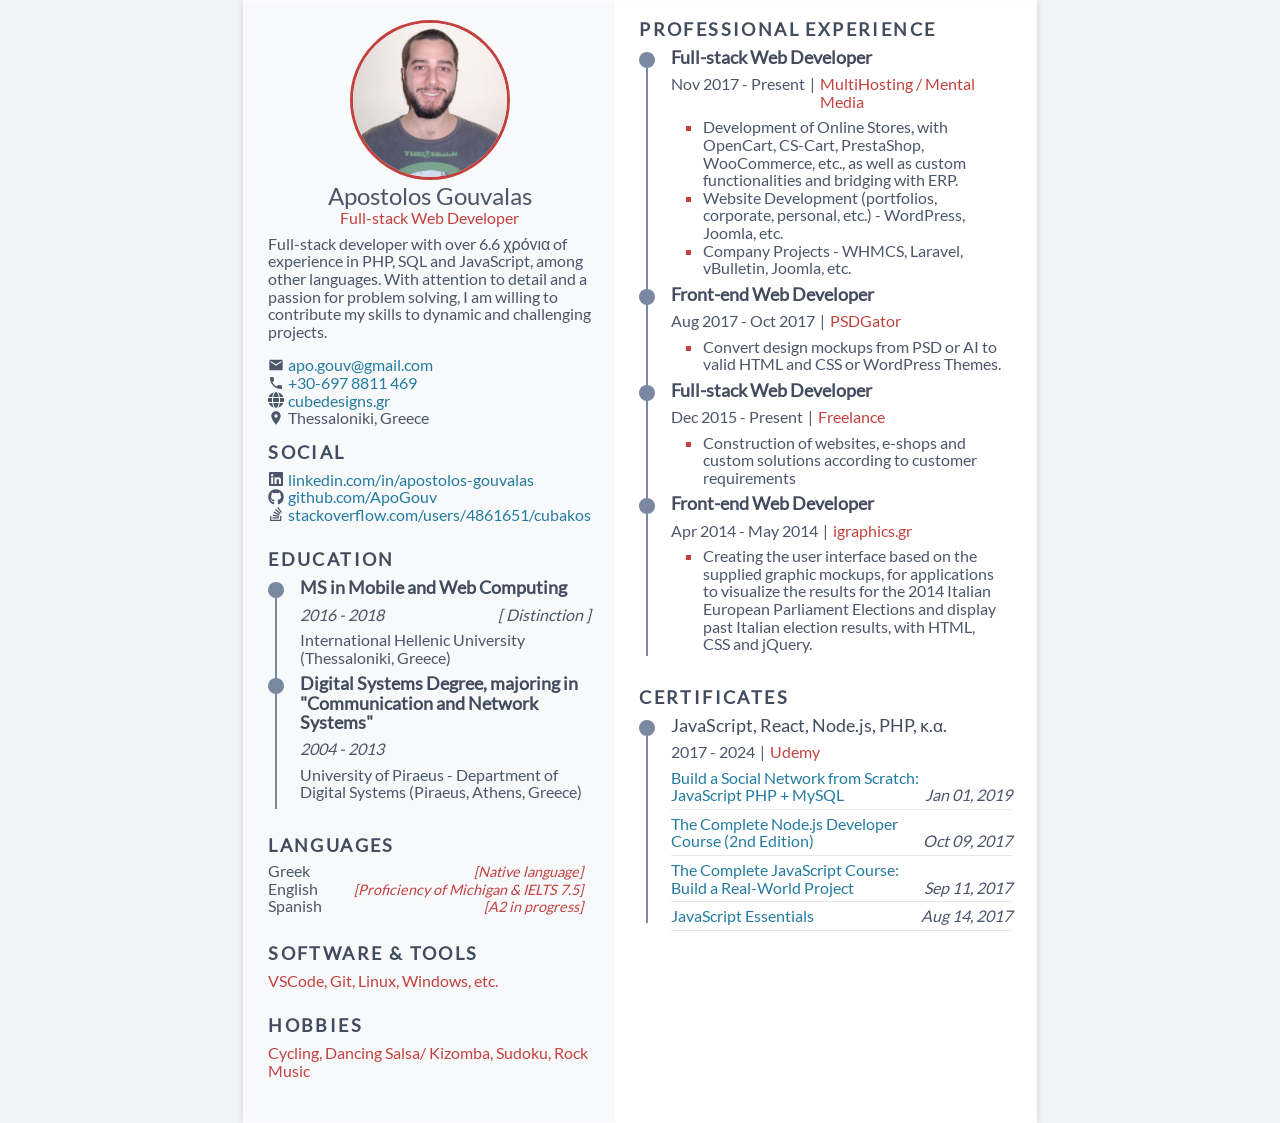 Apostolos Gouvalas
Full-stack Web Developer
Full-stack developer with over 6.6 χρόνια of
experience in PHP, SQL and JavaScript, among
other languages. With attention to detail and a
passion for problem solving, I am willing to
contribute my skills to dynamic and challenging
projects.
apo.gouv@gmail.com
+30-697 8811 469
cubedesigns.gr
Thessaloniki, Greece
SOCIAL
linkedin.com/in/apostolos-gouvalas
github.com/ApoGouv
stackoverflow.com/users/4861651/cubakos
EDUCATION
MS in Mobile and Web Computing
2016 - 2018 [ Distinction ]
International Hellenic University
(Thessaloniki, Greece)
Digital Systems Degree, majoring in
"Communication and Network
Systems"
2004 - 2013
University of Piraeus - Department of
Digital Systems (Piraeus, Athens, Greece)
LANGUAGES
Greek [Native language]
English [Proficiency of Michigan & IELTS 7.5]
Spanish [A2 in progress]
SOFTWARE & TOOLS
VSCode, Git, Linux, Windows, etc.
HOBBIES
Cycling, Dancing Salsa/ Kizomba, Sudoku, Rock
Music
PROFESSIONAL EXPERIENCE
Full-stack Web Developer
Nov 2017 - Present | MultiHosting / Mental
Media
Development of Online Stores, with
OpenCart, CS-Cart, PrestaShop,
WooCommerce, etc., as well as custom
functionalities and bridging with ERP.
Website Development (portfolios,
corporate, personal, etc.) - WordPress,
Joomla, etc.
Company Projects - WHMCS, Laravel,
vBulletin, Joomla, etc.
Front-end Web Developer
Aug 2017 - Oct 2017 | PSDGator
Convert design mockups from PSD or AI to
valid HTML and CSS or WordPress Themes.
Full-stack Web Developer
Dec 2015 - Present | Freelance
Construction of websites, e-shops and
custom solutions according to customer
requirements
Front-end Web Developer
Apr 2014 - May 2014 | igraphics.gr
Creating the user interface based on the
supplied graphic mockups, for applications
to visualize the results for the 2014 Italian
European Parliament Elections and display
past Italian election results, with HTML,
CSS and jQuery.
CERTIFICATES
JavaScript, React, Node.js, PHP, κ.α.
2017 - 2024 | Udemy
Build a Social Network from Scratch:
JavaScript PHP + MySQL Jan 01, 2019
The Complete Node.js Developer
Course (2nd Edition) Oct 09, 2017
The Complete JavaScript Course:
Build a Real-World Project Sep 11, 2017
JavaScript Essentials Aug 14, 2017